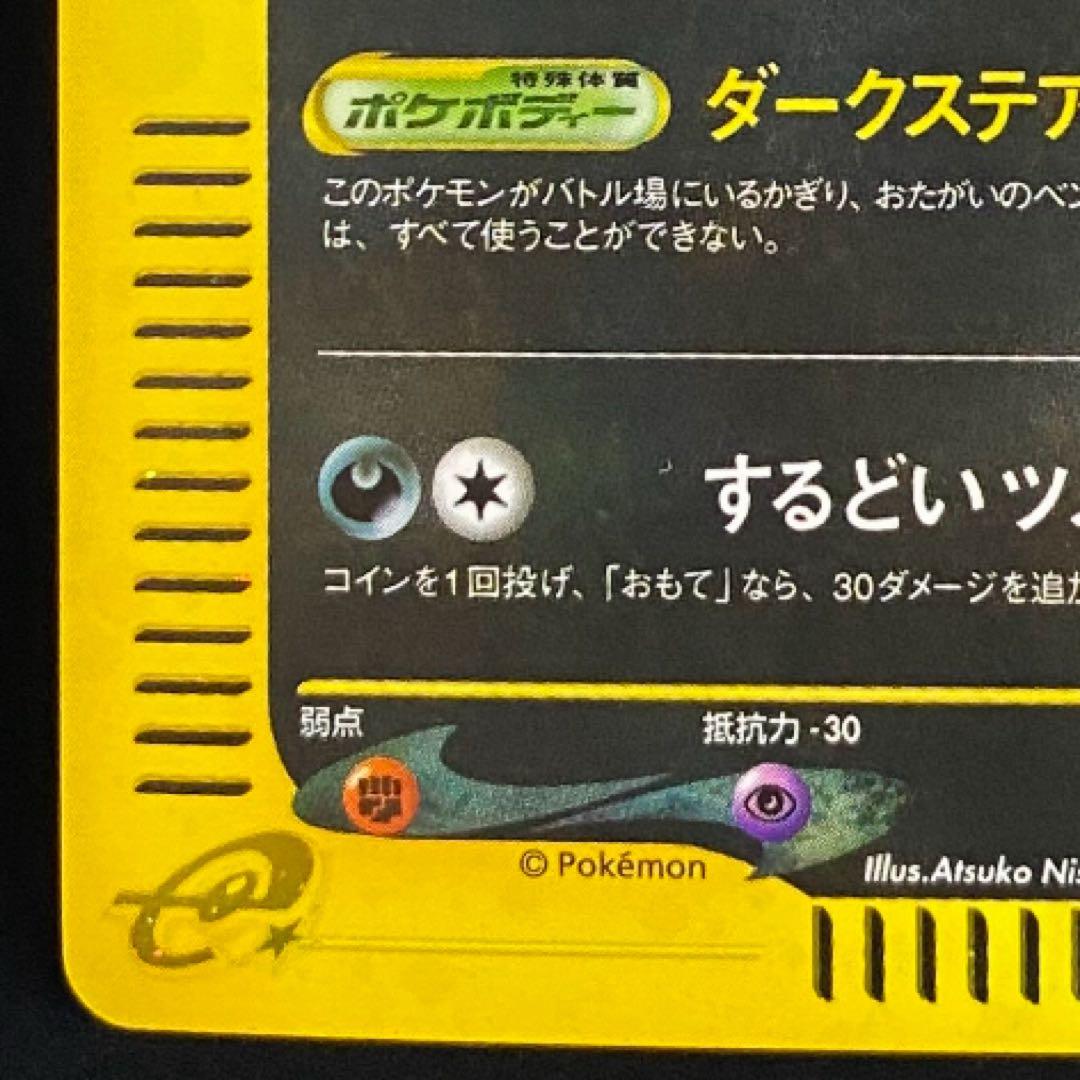 特殊体質
ポケボディー
ダークステア
このポケモンがバトル場にいるかぎり、おたがいのベン
は、すべて使うことができない。
するどいツ
コインを1回投げ、「おもて」なら、30ダメージを追加
弱点
抵抗力 -30
© Pokémon
Illus.Atsuko Nis
e